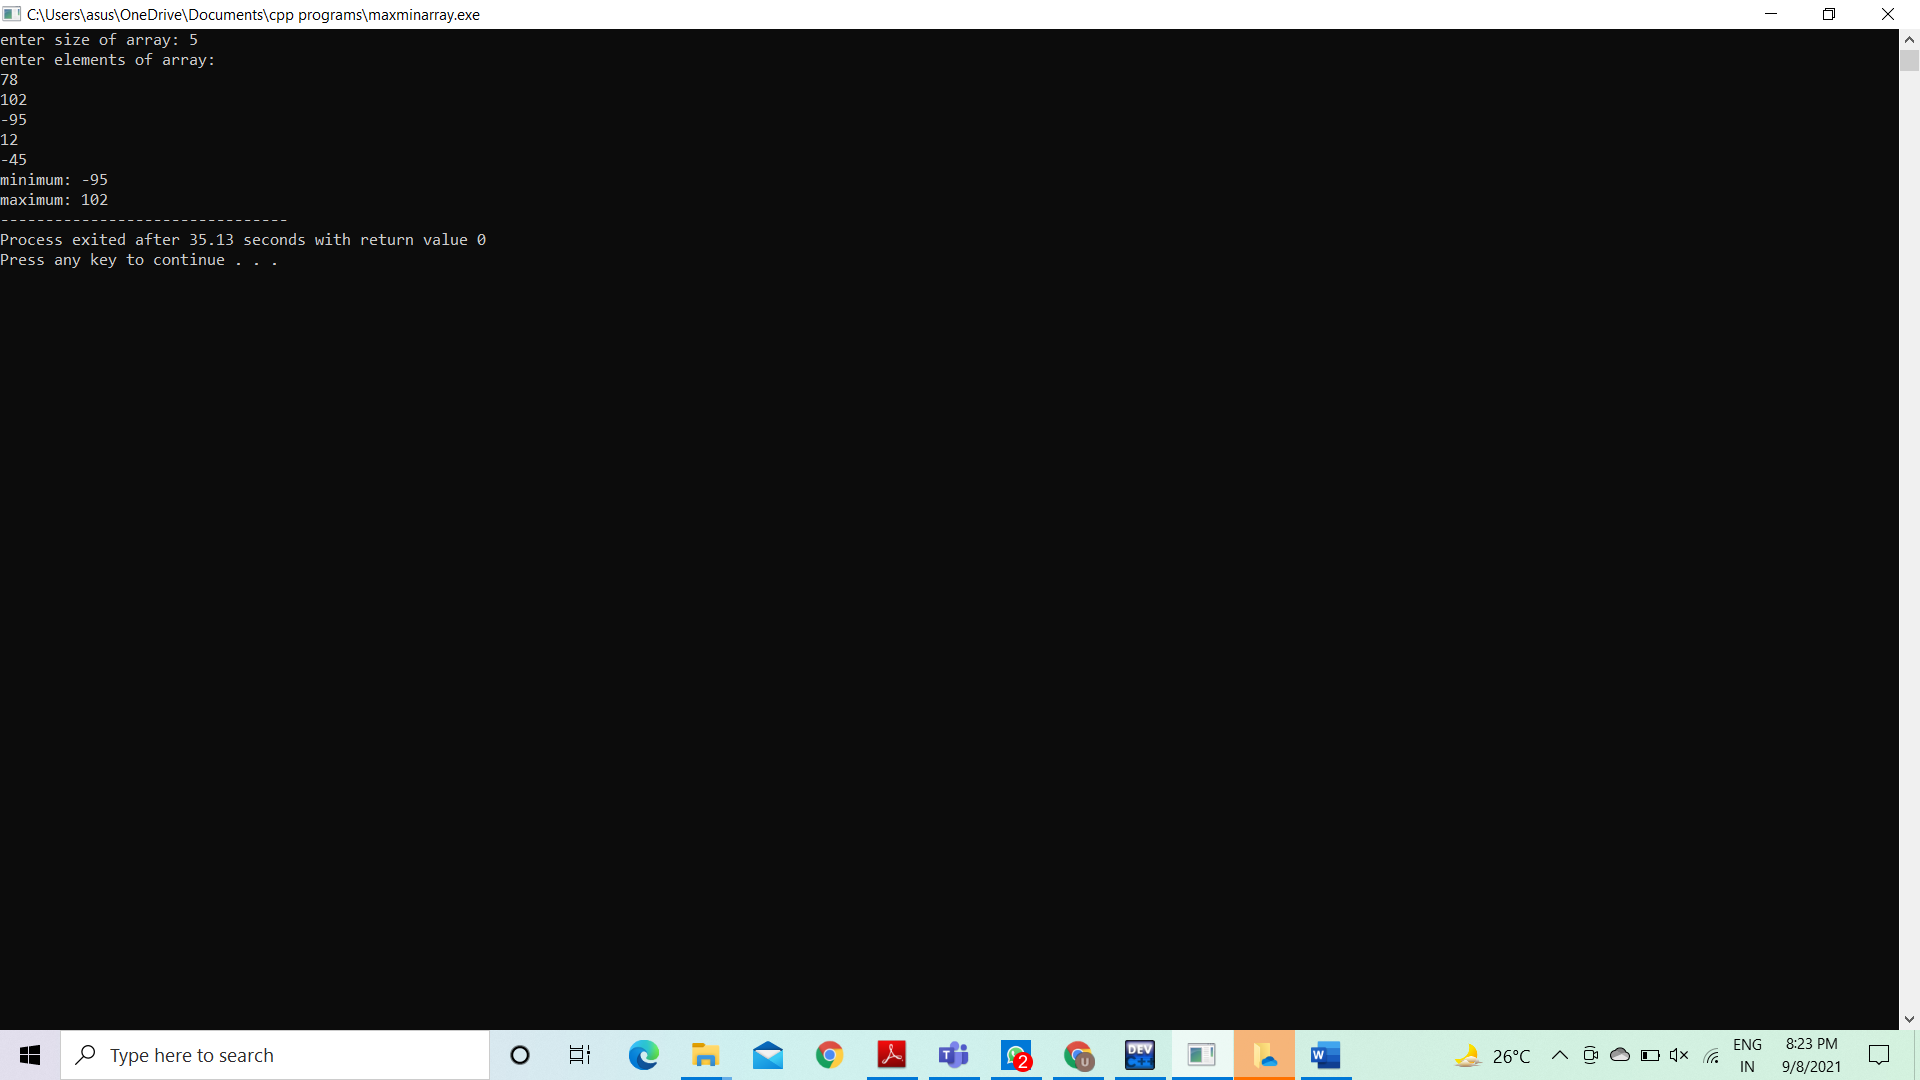 C:\Users\asus\OneDrive\Documents\cpp programs\maxminarray.exe
enter size of array: 5
enter elements of array:
78
102
-95
12
-45
minimum: -95
maximum: 102
--------------------------------
Process exited after 35.13 seconds with return value 0
Press any key to continue . . .
Type here to search
T
2
U
DEV
C++
W
26°C
ENG
IN
8:23 PM
9/8/2021